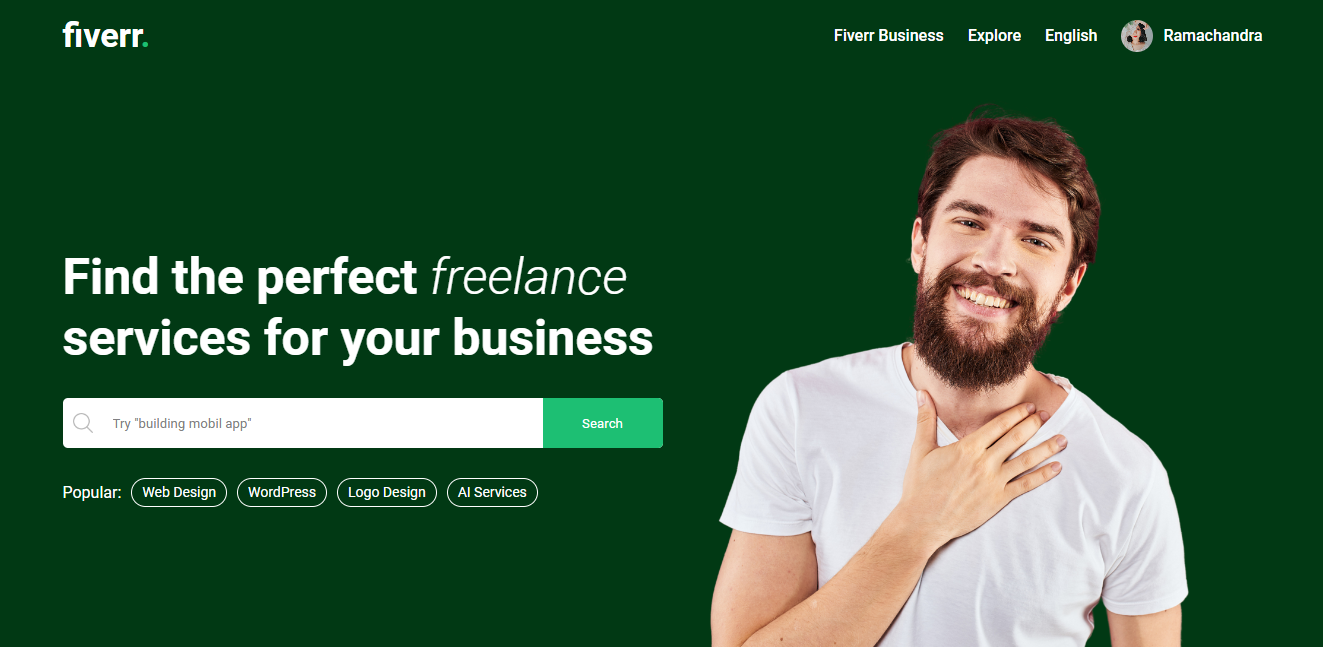 fiverr.
Fiverr Business
Explore
English
Ramachandra
Find the perfect freelance
services for your business
Try "building mobil app"
Search
Popular:
Web Design
WordPress
Logo Design
AI Services